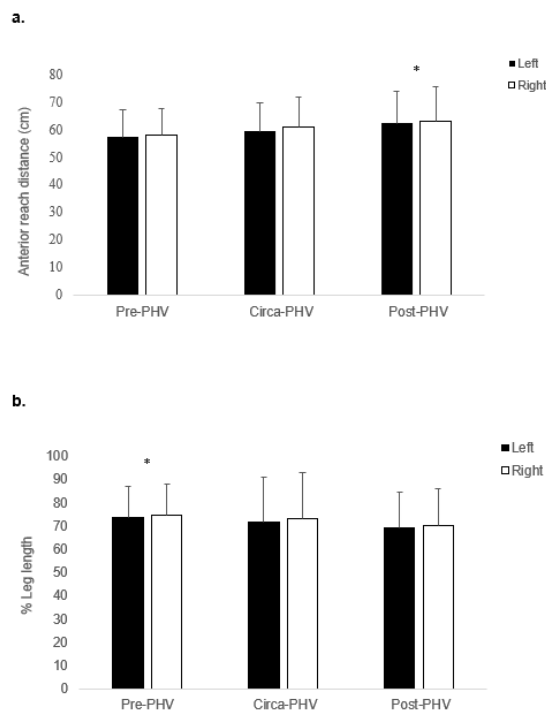 a.
*
Left
Right
Anterior reach distance (cm)
80
70
60
50
40
30
20
10
0
Pre-PHV Circa-PHV Post-PHV
b.
*
Left
Right
% Leg length
100
90
80
70
60
50
40
30
20
10
0
Pre-PHV Circa-PHV Post-PHV